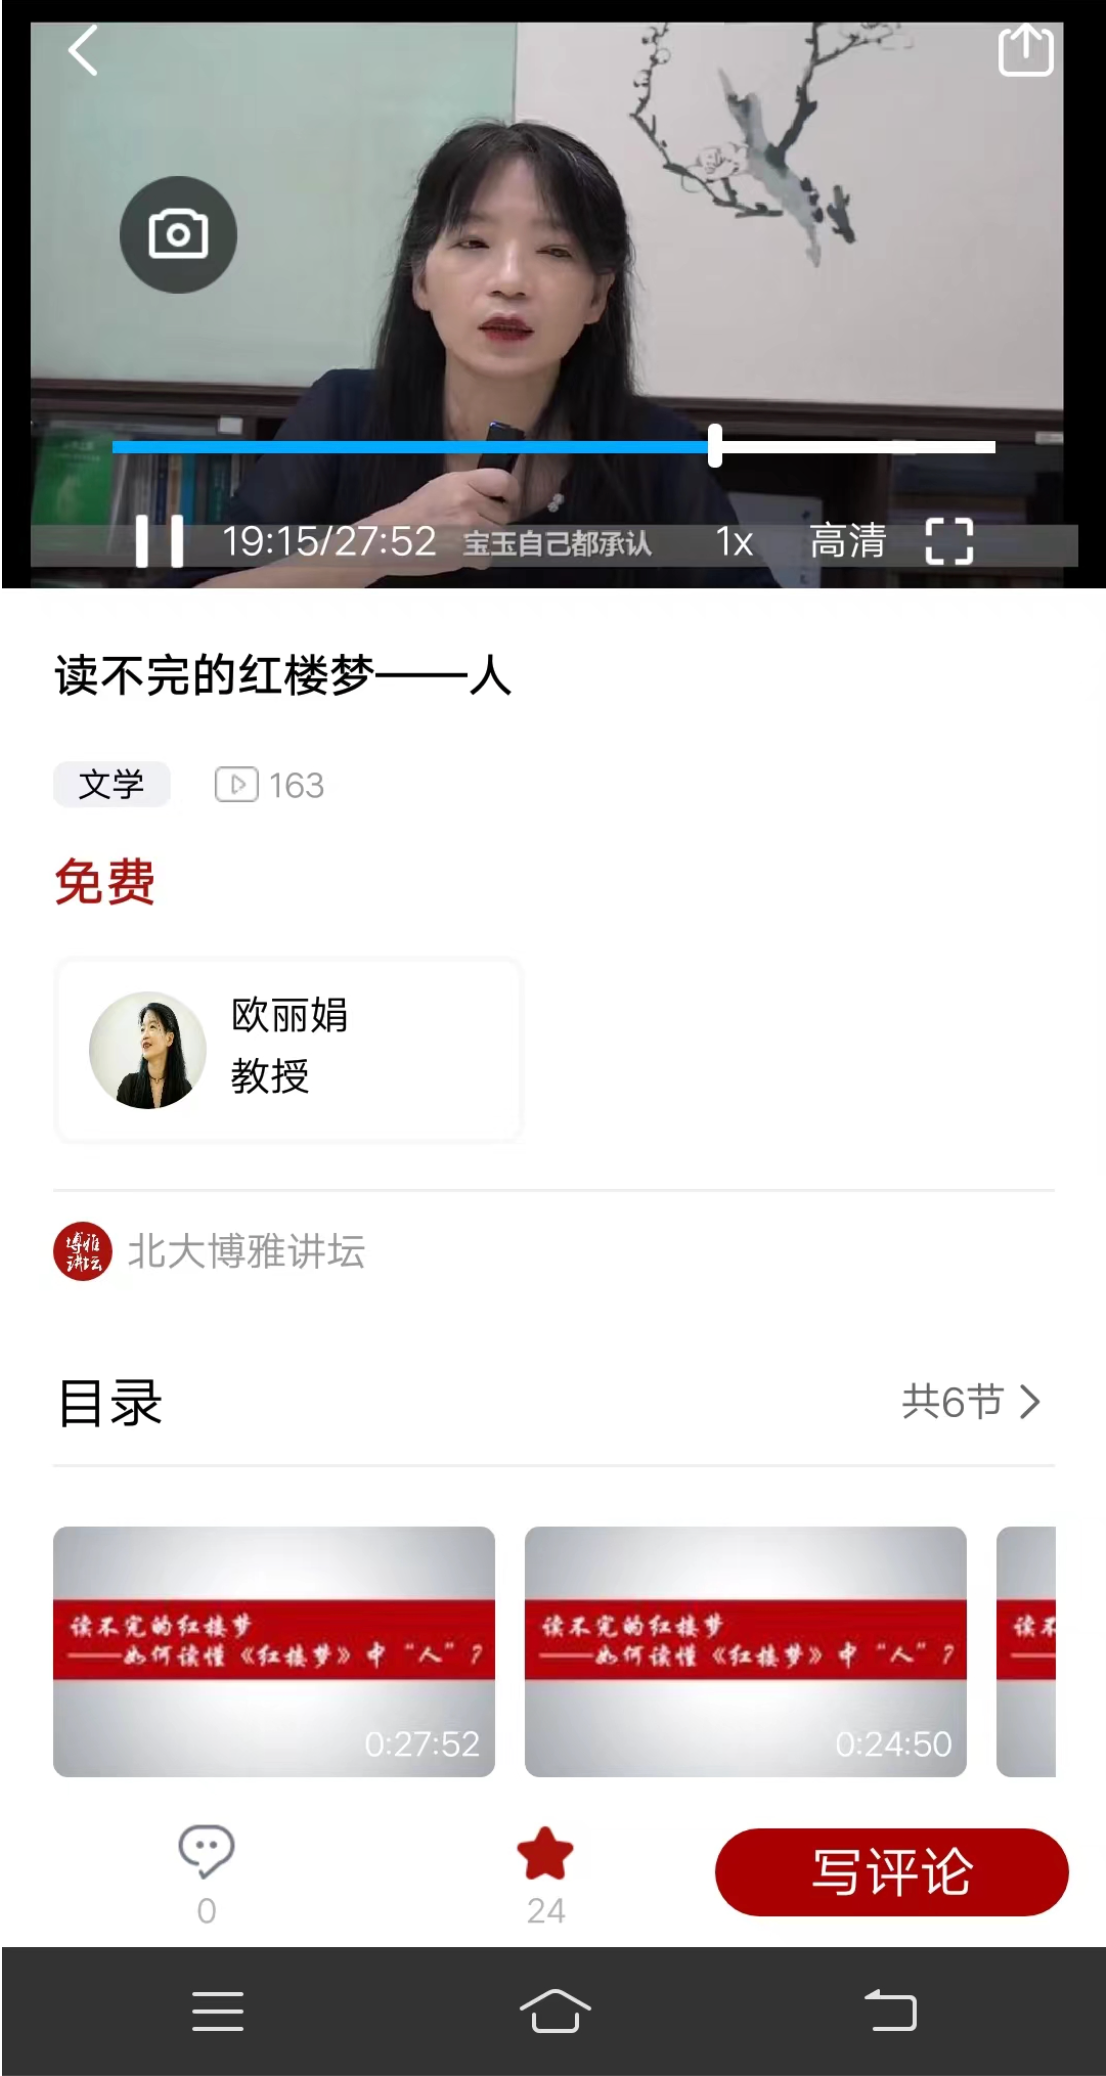 19:15/27:52 宝玉自己都承认 1x 高清
读不完的红楼梦——人
文学 163
免费
欧丽娟
教授
博雅
讲坛
北大博雅讲坛
目录 共6节
读不完的红楼梦
——如何读懂《红楼梦》中“人”?
0:27:52
读不完的红楼梦
——如何读懂《红楼梦》中“人”?
0:24:50
读不
0
24
写评论